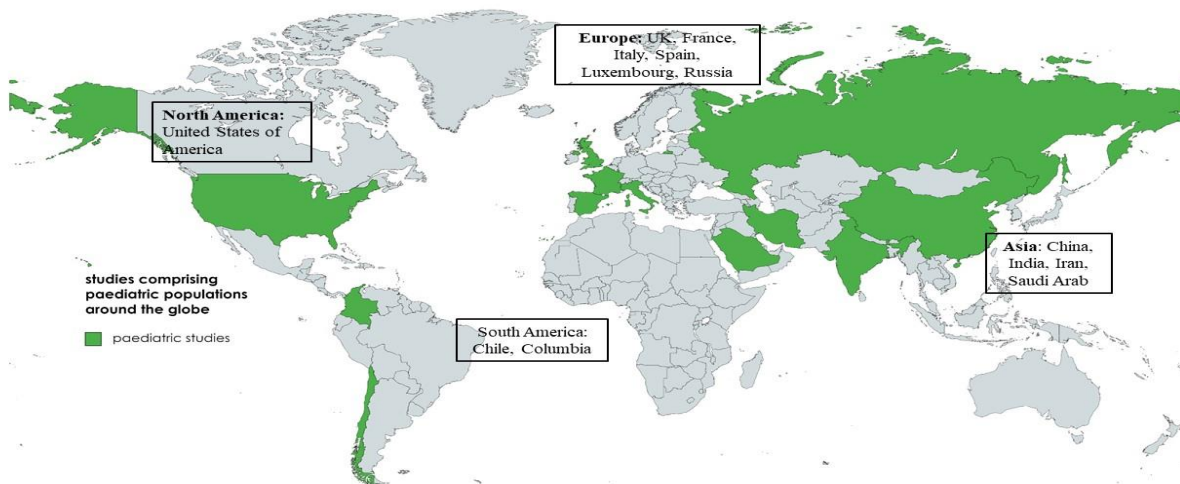 Europe: UK, France,
Italy, Spain,
Luxembourg, Russia
North America:
United States of
America
Asia: China,
India, Iran,
Saudi Arab
studies comprising
paediatric populations
around the globe
paediatric studies
South America:
Chile, Columbia